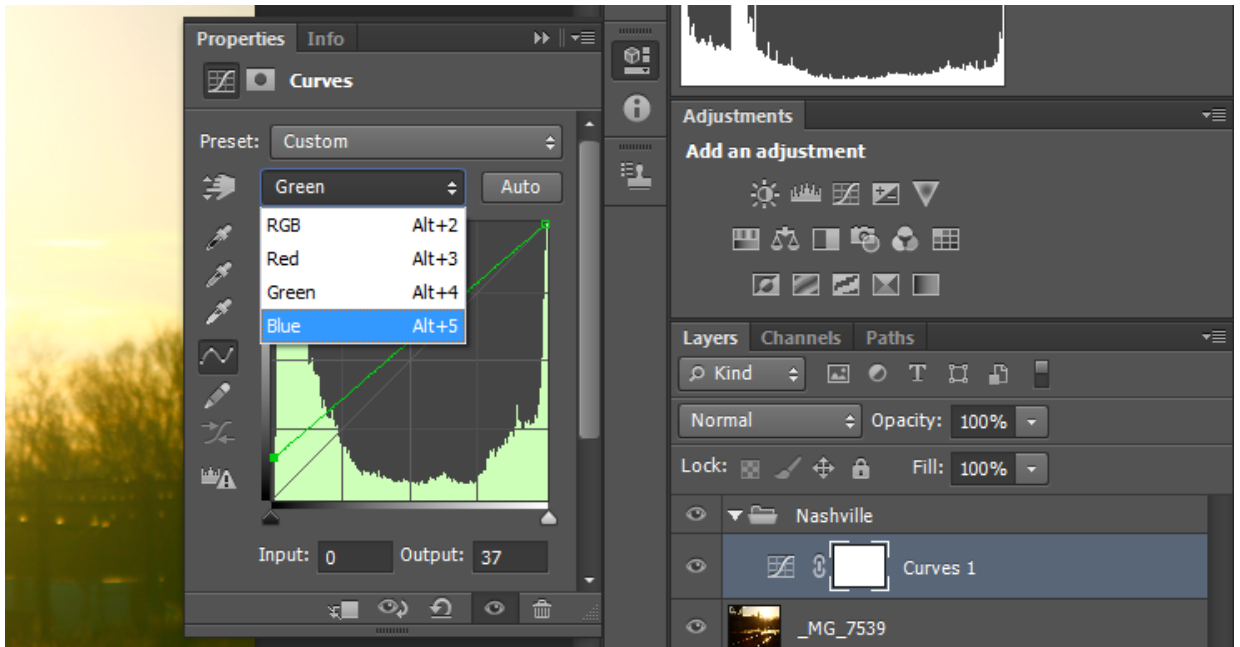 Properties Info
Curves
Preset: Custom
Green Auto
RGB Alt+2
Red Alt+3
Green Alt+4
Blue Alt+5
Input: 0 Output: 37
Adjustments
Add an adjustment
Layers Channels Paths
Kind T
Normal Opacity: 100%
Lock: Fill: 100%
Nashville
Curves 1
_MG_7539